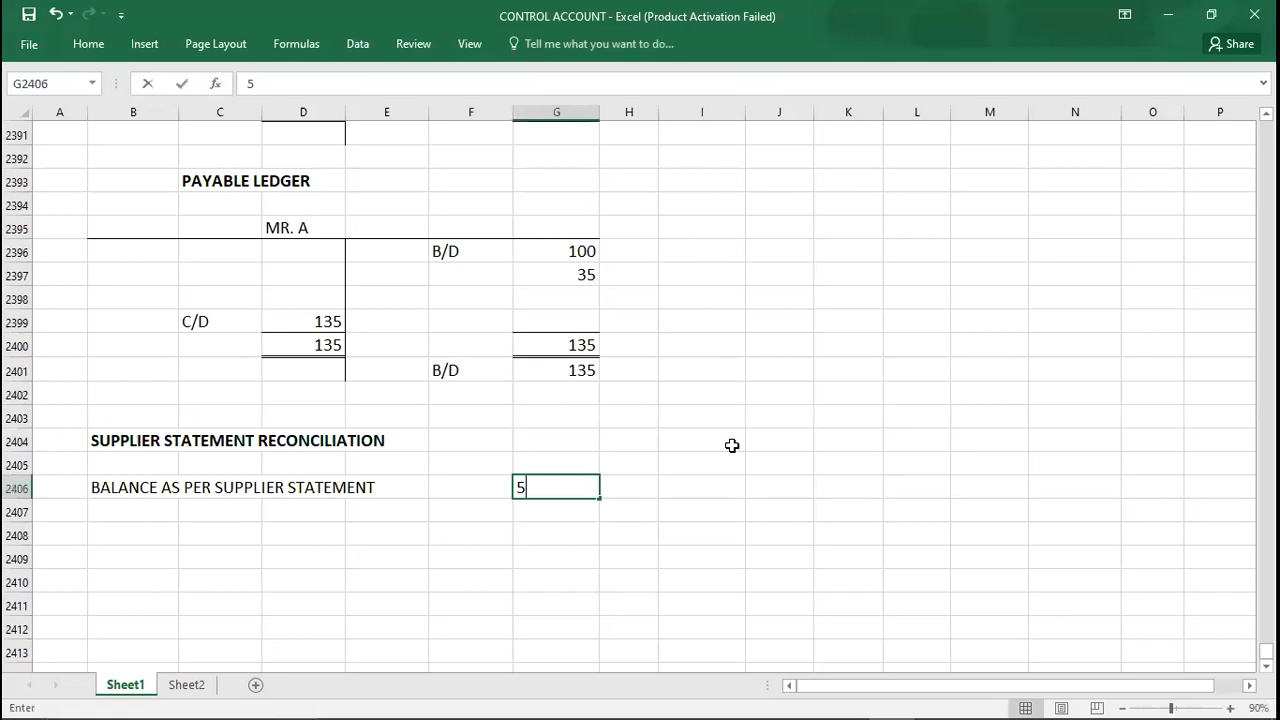 CONTROL ACCOUNT - Excel (Product Activation Failed)
File Home Insert Page Layout Formulas Data Review View Tell me what you want to do... Share
G2406 fx 5
A B C D E F G H I J K L M N O P
2391
2392
2393 PAYABLE LEDGER
2394
2395 MR. A
2396 B/D 100
2397 35
2398
2399 C/D 135
2400 135 135
2401 B/D 135
2402
2403
2404 SUPPLIER STATEMENT RECONCILIATION
2405
2406 BALANCE AS PER SUPPLIER STATEMENT 5
2407
2408
2409
2410
2411
2412
2413
Sheet1 Sheet2
Enter 90%